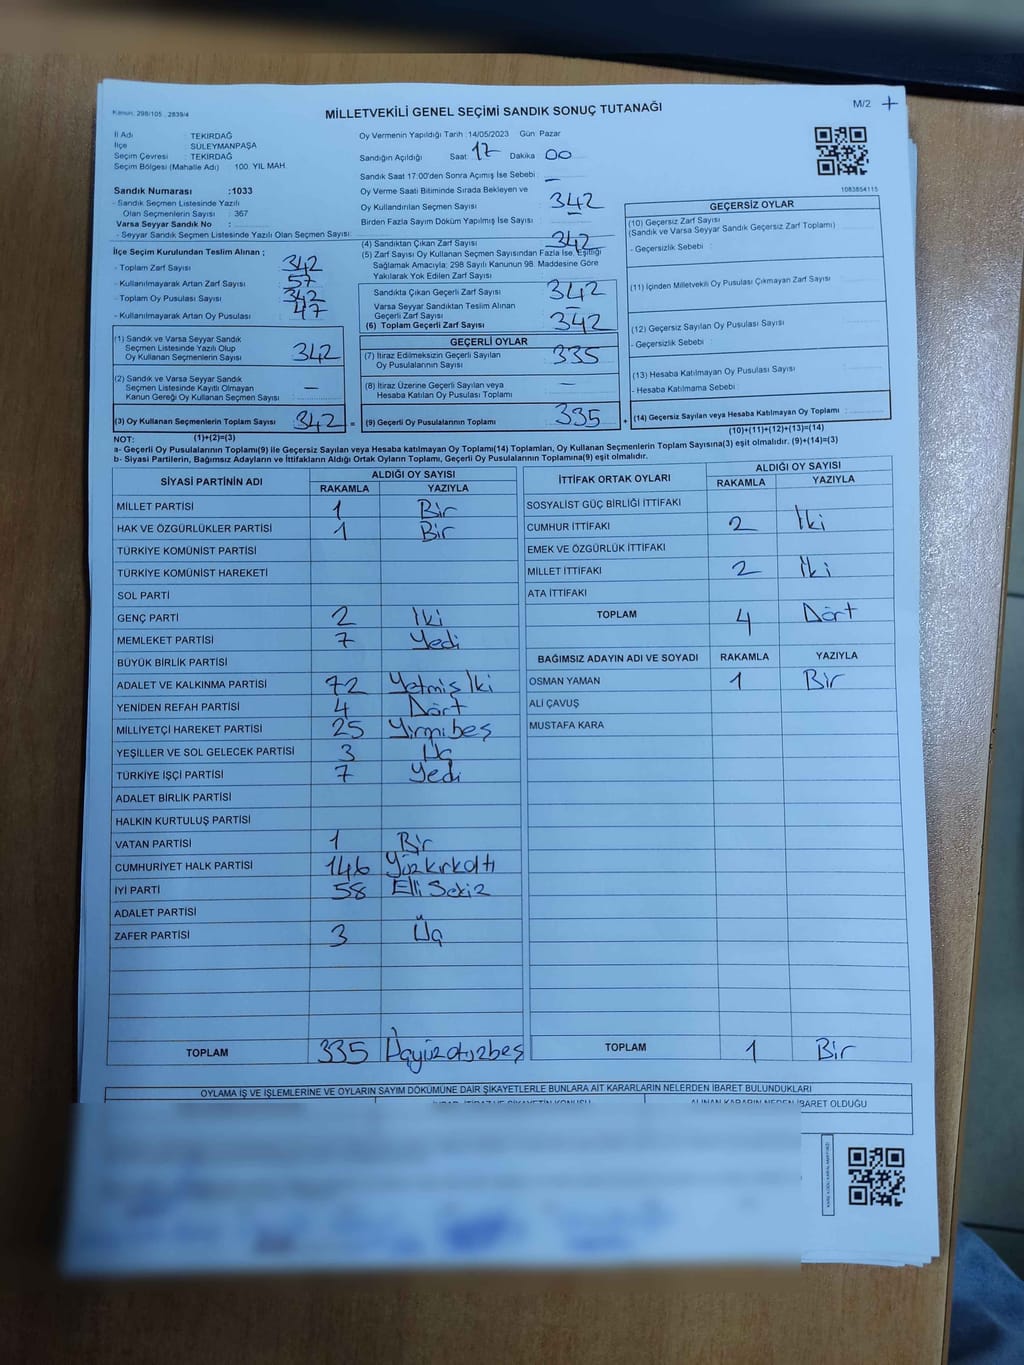 Kanun: 298/105 , 2839/4
MİLLETVEKİLİ GENEL SEÇİMİ SANDIK SONUÇ TUTANAĞI
M/2
İl Adı : TEKİRDAĞ
İlçe : SÜLEYMANPAŞA
Seçim Çevresi : TEKİRDAĞ
Seçim Bölgesi (Mahalle Adı) : 100. YIL MAH.
Oy Vermenin Yapıldığı Tarih :14/05/2023 Gün: Pazar
Sandığın Açıldığı Saat: 17 Dakika 00
Sandık Saat 17:00'den Sonra Açılmış İse Sebebi : —
1083854115
Sandık Numarası :1033
- Sandık Seçmen Listesinde Yazılı
Olan Seçmenlerin Sayısı : 367
Varsa Seyyar Sandık No :
- Seyyar Sandık Seçmen Listesinde Yazılı Olan Seçmen Sayısı:
Oy Verme Saati Bitiminde Sırada Bekleyen ve
Oy Kullandırılan Seçmen Sayısı : 342
Birden Fazla Sayım Döküm Yapılmış İse Sayısı :
İlçe Seçim Kurulundan Teslim Alınan ;
- Toplam Zarf Sayısı : 342
- Kullanılmayarak Artan Zarf Sayısı : 57
- Toplam Oy Pusulası Sayısı : 342
- Kullanılmayarak Artan Oy Pusulası : 47
(4) Sandıktan Çıkan Zarf Sayısı : 342
(5) Zarf Sayısı Oy Kullanan Seçmen Sayısından Fazla İse, Eşitliği
Sağlamak Amacıyla; 298 Sayılı Kanunun 98. Maddesine Göre
Yakılarak Yok Edilen Zarf Sayısı :
Sandıkta Çıkan Geçerli Zarf Sayısı : 342
Varsa Seyyar Sandıktan Teslim Alınan
Geçerli Zarf Sayısı :
(6) Toplam Geçerli Zarf Sayısı : 342
GEÇERSİZ OYLAR
(10) Geçersiz Zarf Sayısı
(Sandık ve Varsa Seyyar Sandık Geçersiz Zarf Toplamı) :
- Geçersizlik Sebebi :
(11) İçinden Milletvekili Oy Pusulası Çıkmayan Zarf Sayısı :
(12) Geçersiz Sayılan Oy Pusulası Sayısı :
- Geçersizlik Sebebi :
(13) Hesaba Katılmayan Oy Pusulası Sayısı :
- Hesaba Katılmama Sebebi :
(14) Geçersiz Sayılan veya Hesaba Katılmayan Oy Toplamı :
(10)+(11)+(12)+(13)=(14)
(1) Sandık ve Varsa Seyyar Sandık
Seçmen Listesinde Yazılı Olup
Oy Kullanan Seçmenlerin Sayısı : 342
(2) Sandık ve Varsa Seyyar Sandık
Seçmen Listesinde Kayıtlı Olmayan
Kanun Gereği Oy Kullanan Seçmen Sayısı : —
(3) Oy Kullanan Seçmenlerin Toplam Sayısı : 342 =
(1)+(2)=(3)
GEÇERLİ OYLAR
(7) İtiraz Edilmeksizin Geçerli Sayılan
Oy Pusulasının Sayısı : 335
(8) İtiraz Üzerine Geçerli Sayılan veya
Hesaba Katılan Oy Pusulası Toplamı : —
(9) Geçerli Oy Pusulalarının Toplamı : 335 +
NOT:
a- Geçerli Oy Pusulalarının Toplamı(9) ile Geçersiz Sayılan veya Hesaba katılmayan Oy Toplamı(14) Toplamları, Oy Kullanan Seçmenlerin Toplam Sayısına(3) eşit olmalıdır. (9)+(14)=(3)
b- Siyasi Partilerin, Bağımsız Adayların ve İttifakların Aldığı Ortak Oyların Toplamı, Geçerli Oy Pusulalarının Toplamına(9) eşit olmalıdır.
SİYASİ PARTİNİN ADI ALDIĞI OY SAYISI
RAKAMLA YAZIYLA
MİLLET PARTİSİ 1 Bir
HAK VE ÖZGÜRLÜKLER PARTİSİ 1 Bir
TÜRKİYE KOMÜNİST PARTİSİ
TÜRKİYE KOMÜNİST HAREKETİ
SOL PARTİ
GENÇ PARTİ 2 İki
MEMLEKET PARTİSİ 7 Yedi
BÜYÜK BİRLİK PARTİSİ
ADALET VE KALKINMA PARTİSİ 72 Yetmiş İki
YENİDEN REFAH PARTİSİ 4 Dört
MİLLİYETÇİ HAREKET PARTİSİ 25 Yirmibeş
YEŞİLLER VE SOL GELECEK PARTİSİ 3 Üç
TÜRKİYE İŞÇİ PARTİSİ 7 Yedi
ADALET BİRLİK PARTİSİ
HALKIN KURTULUŞ PARTİSİ
VATAN PARTİSİ 1 Bir
CUMHURİYET HALK PARTİSİ 146 Yüzkırkaltı
İYİ PARTİ 58 Elli Sekiz
ADALET PARTİSİ
ZAFER PARTİSİ 3 Üç
TOPLAM 335 Üçyüzotuzbeş
İTTİFAK ORTAK OYLARI ALDIĞI OY SAYISI
RAKAMLA YAZIYLA
SOSYALİST GÜÇ BİRLİĞİ İTTİFAKI
CUMHUR İTTİFAKI 2 İki
EMEK VE ÖZGÜRLÜK İTTİFAKI
MİLLET İTTİFAKI 2 İki
ATA İTTİFAKI
TOPLAM 4 Dört
BAĞIMSIZ ADAYIN ADI VE SOYADI RAKAMLA YAZIYLA
OSMAN YAMAN 1 Bir
ALİ ÇAVUŞ
MUSTAFA KARA
TOPLAM 1 Bir
OYLAMA İŞ VE İŞLEMLERİNE VE OYLARIN SAYIM DÖKÜMÜNE DAİR ŞİKAYETLERLE BUNLARA AİT KARARLARIN NELERDEN İBARET BULUNDUKLARI
ALINAN KARARIN NEDEN İBARET OLDUĞU